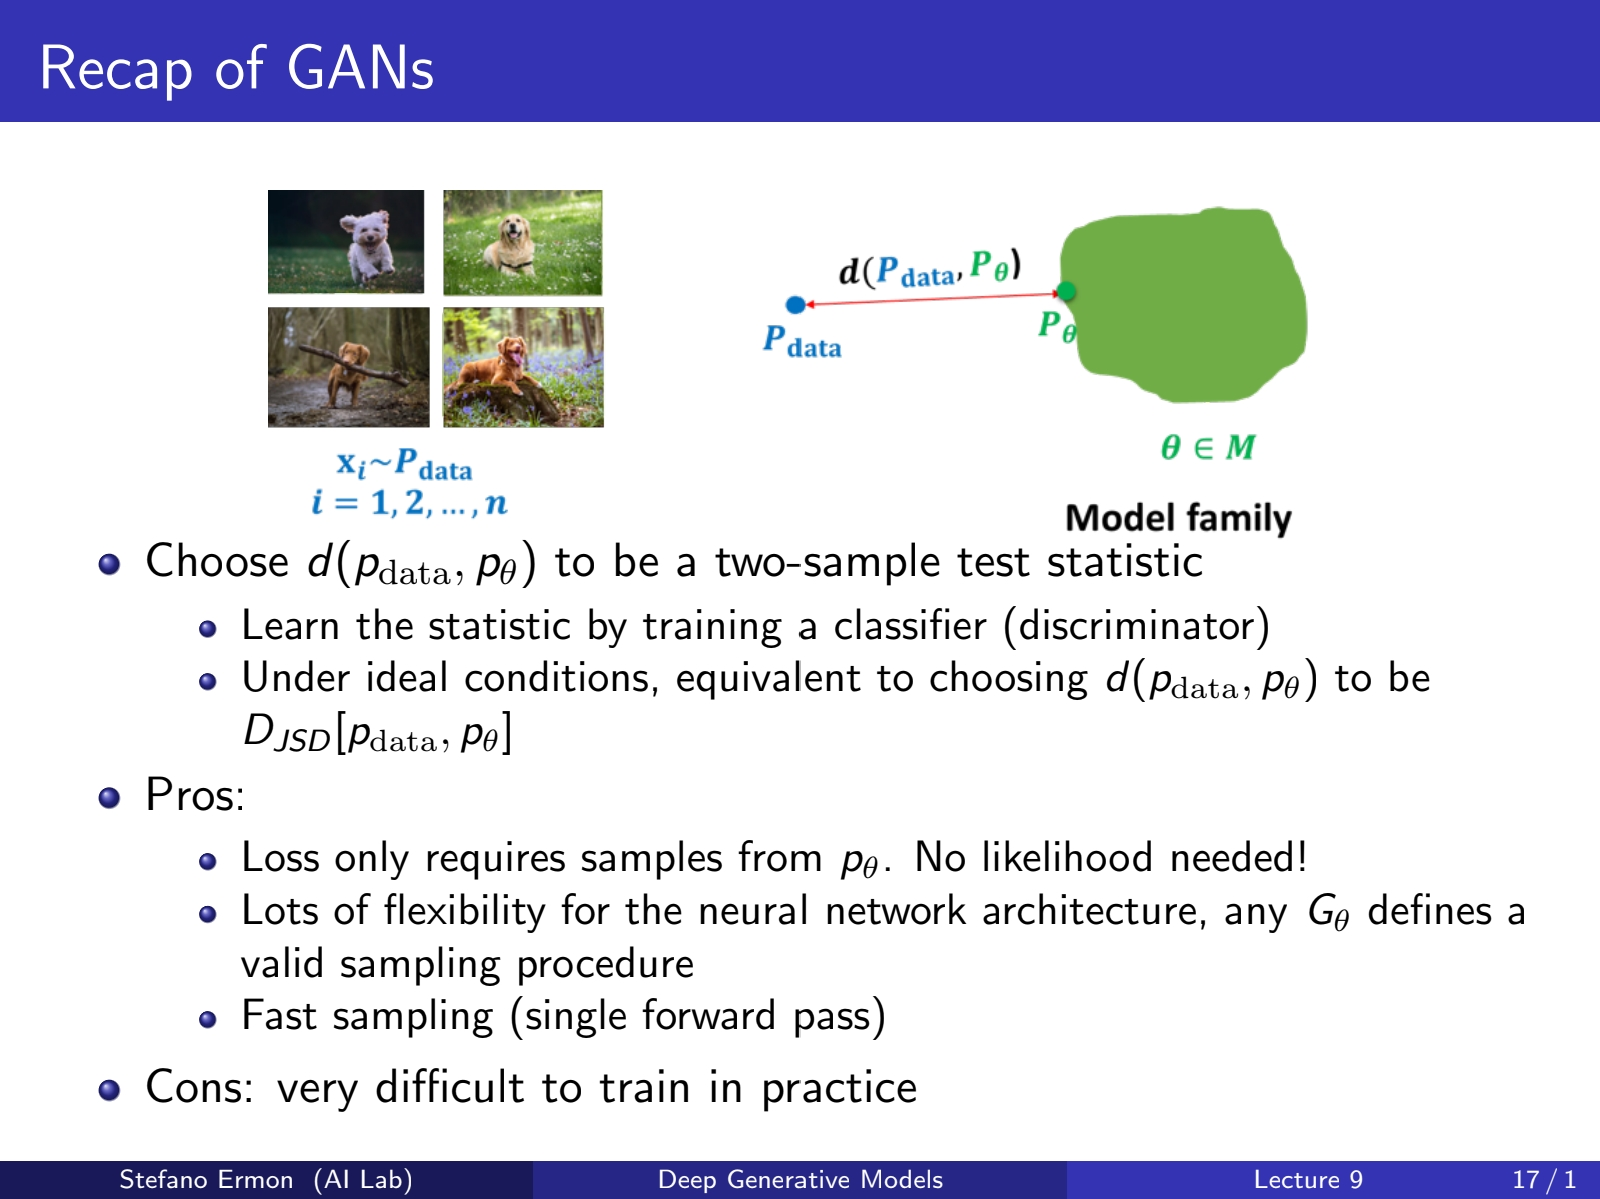 Recap of GANs
d(P_data, P_θ)
P_data
P_θ
x_i~P_data
i = 1, 2, ..., n
θ ∈ M
Model family
Choose d(p_data, p_θ) to be a two-sample test statistic
Learn the statistic by training a classifier (discriminator)
Under ideal conditions, equivalent to choosing d(p_data, p_θ) to be
D_JSD[p_data, p_θ]
Pros:
Loss only requires samples from p_θ. No likelihood needed!
Lots of flexibility for the neural network architecture, any G_θ defines a
valid sampling procedure
Fast sampling (single forward pass)
Cons: very difficult to train in practice
Stefano Ermon (AI Lab) Deep Generative Models Lecture 9 17 / 1